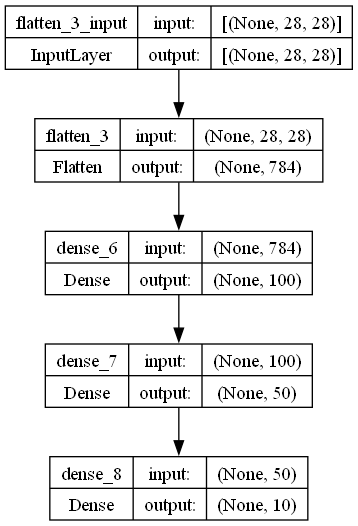 flatten_3_input input: [(None, 28, 28)]
InputLayer output: [(None, 28, 28)]
flatten_3 input: (None, 28, 28)
Flatten output: (None, 784)
dense_6 input: (None, 784)
Dense output: (None, 100)
dense_7 input: (None, 100)
Dense output: (None, 50)
dense_8 input: (None, 50)
Dense output: (None, 10)